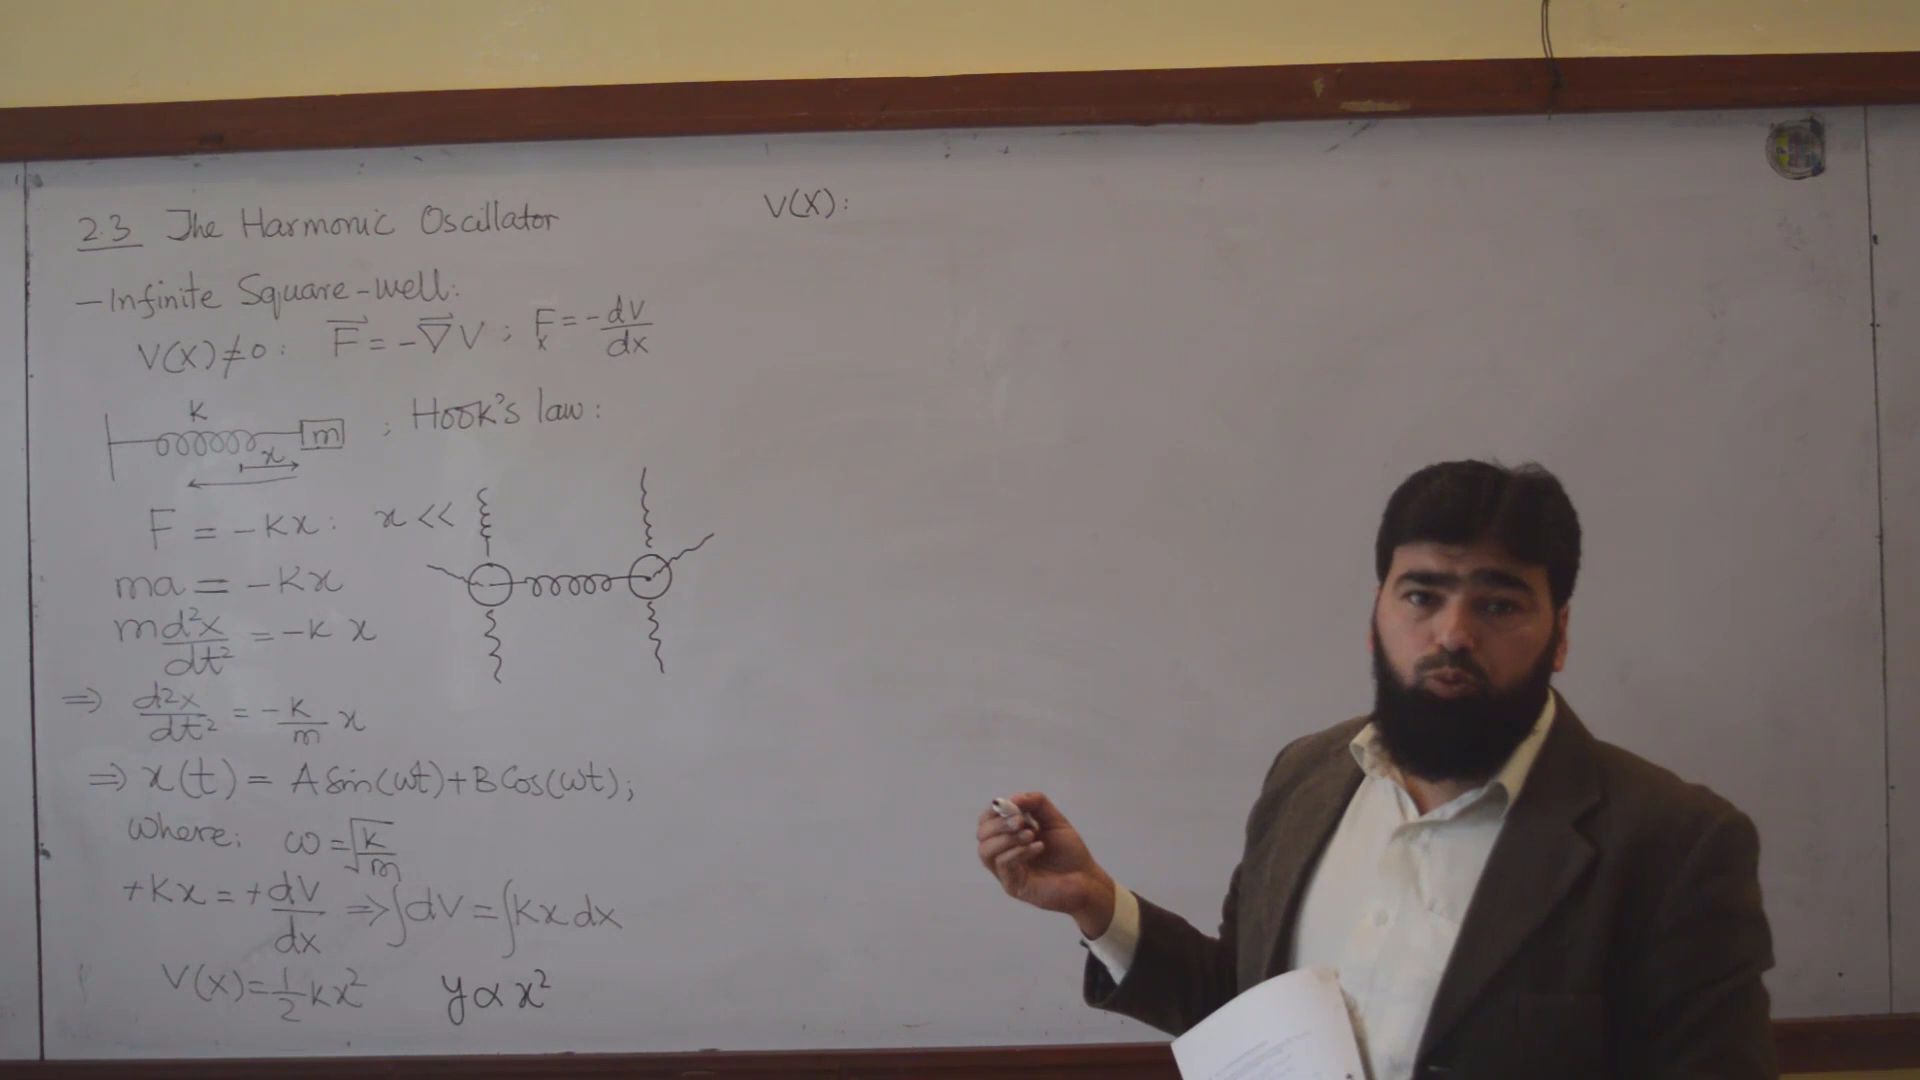 2.3 The Harmonic Oscillator
- Infinite Square-well:
V(x)≠0: F⃗ = -∇⃗V ; Fx = -dV/dx
K
m ; Hook's law:
x
F = -kx: x <<
ma = -kx
m d²x/dt² = -k x
⇒ d²x/dt² = -k/m x
⇒ x(t) = A Sin(ωt)+B Cos(ωt);
where: ω = √(k/m)
+kx = +dV/dx ⇒ ∫dV = ∫kx dx
V(x) = 1/2 kx² y ∝ x²
V(x):